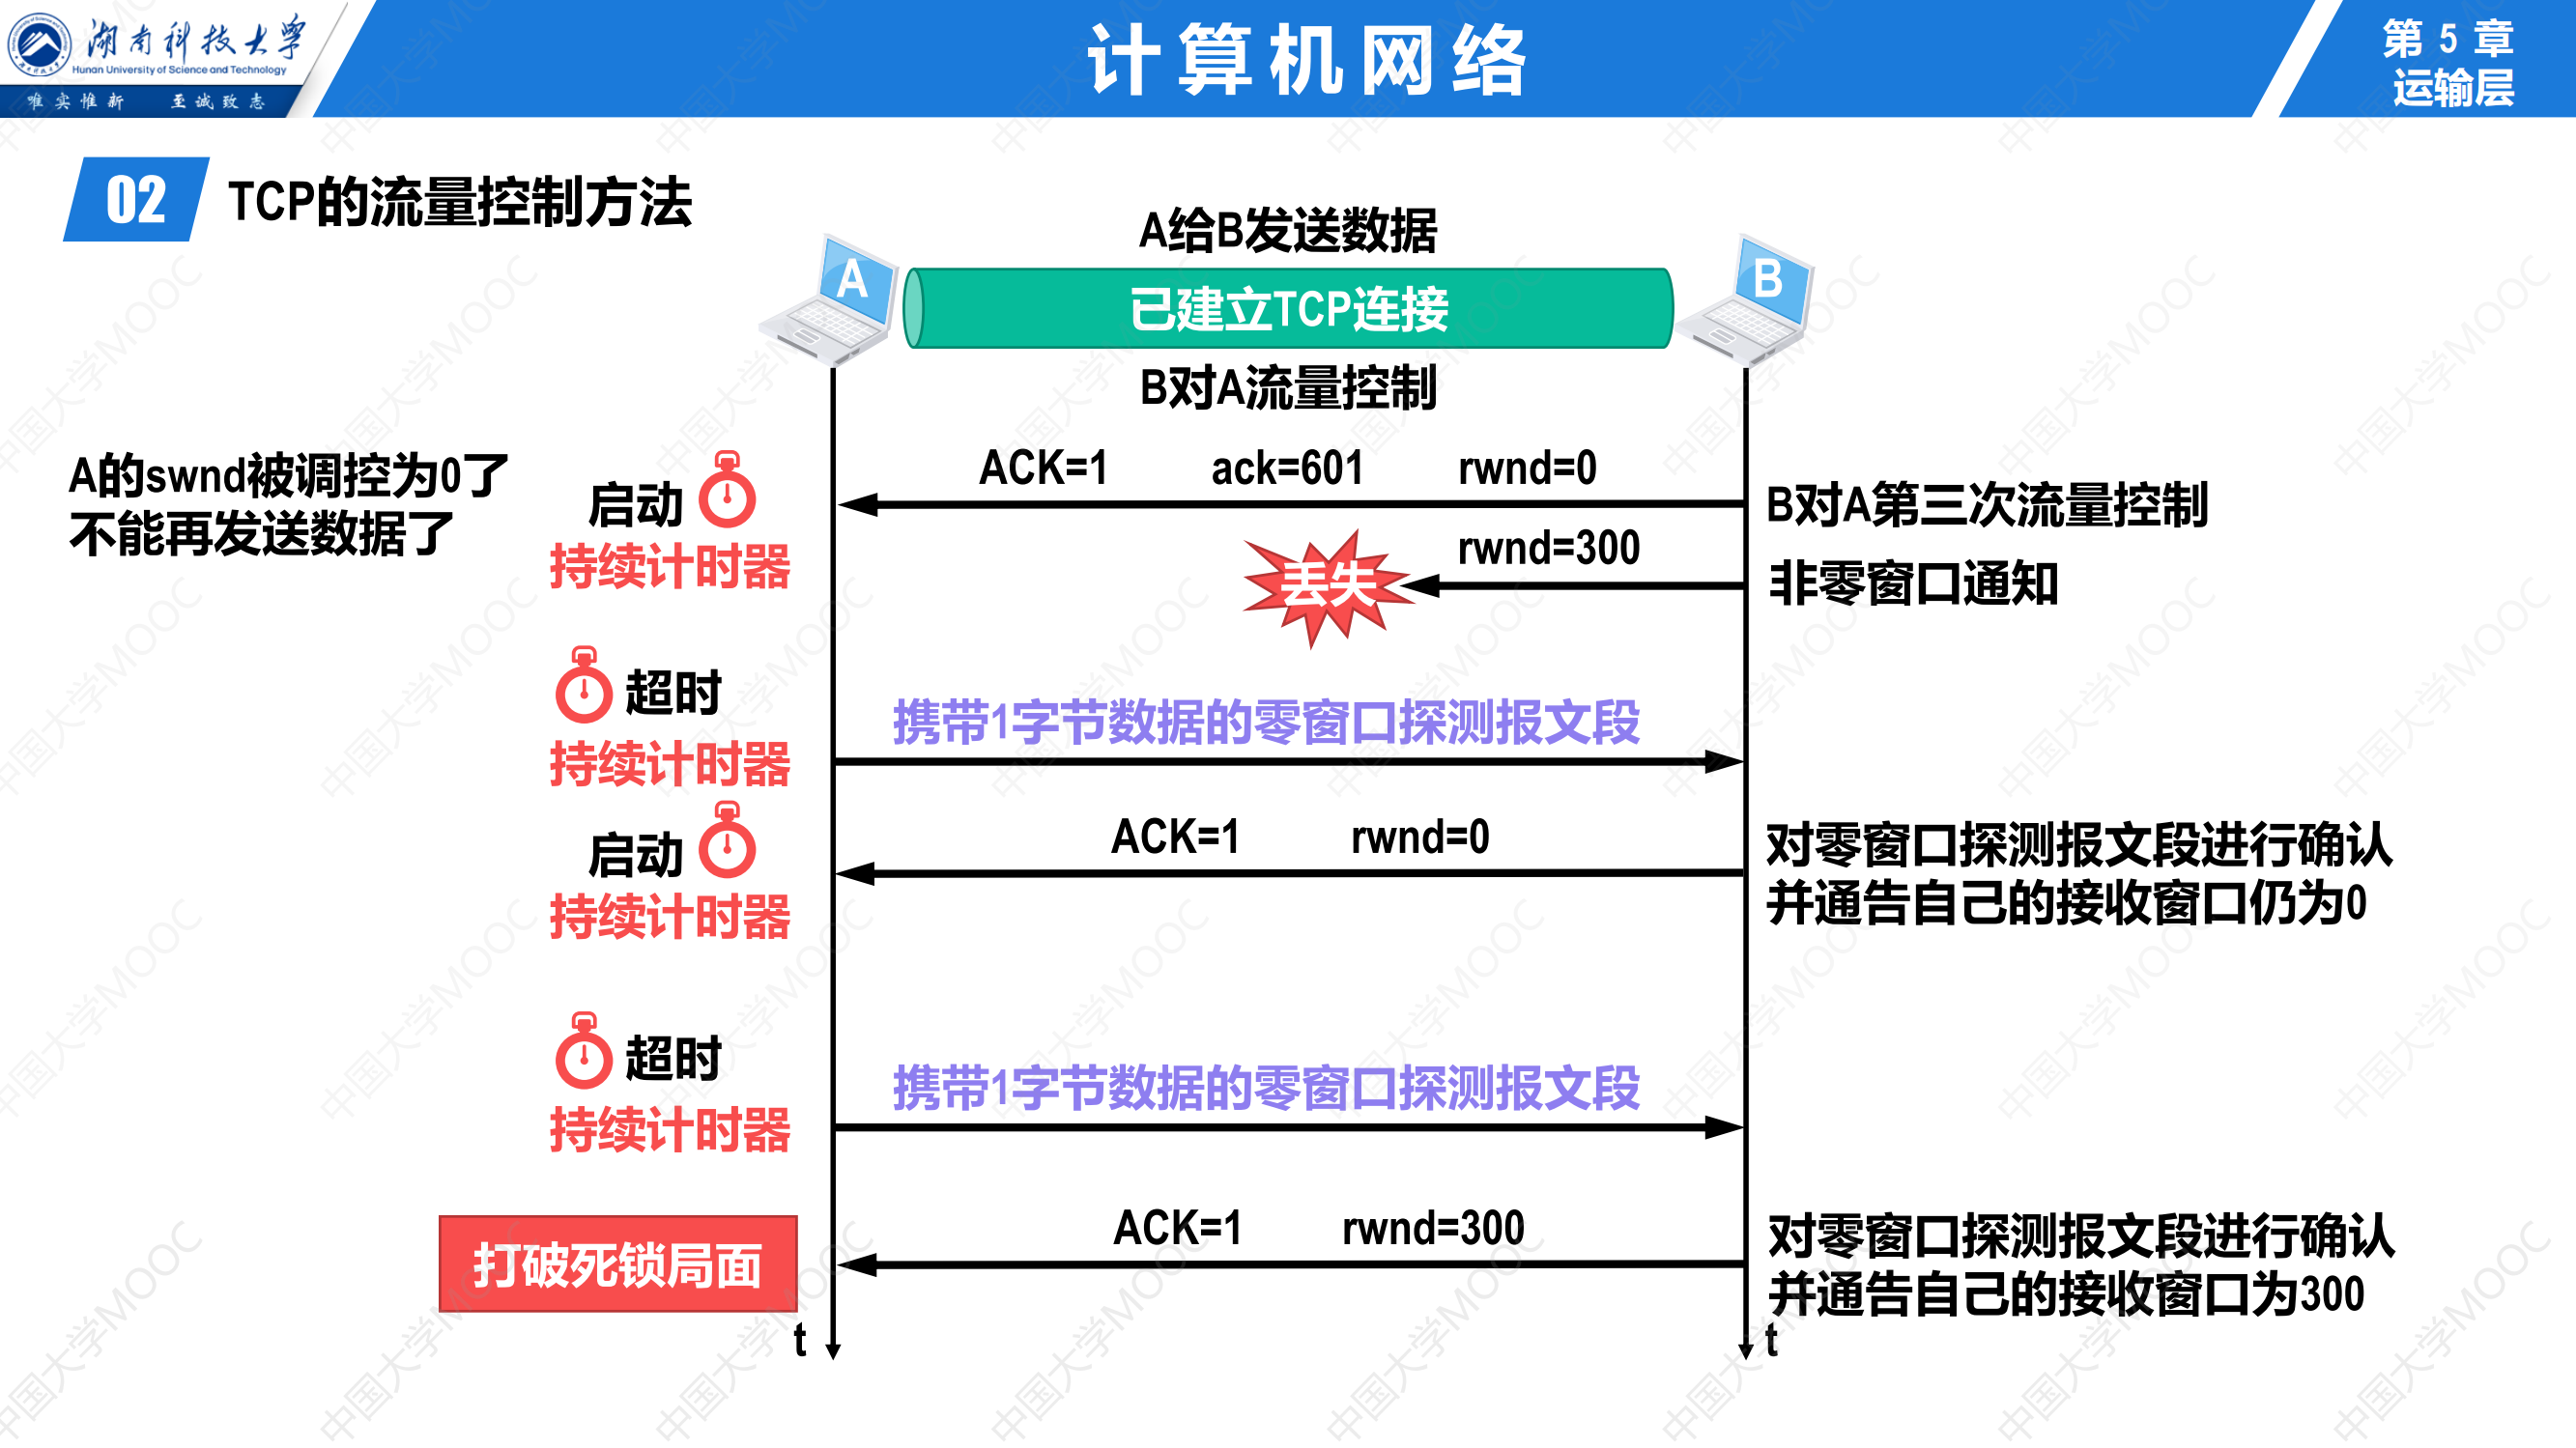 湖南科技大学
Hunan University of Science and Technology
唯实惟新 至诚致志
计算机网络
第 5 章
运输层
02 TCP的流量控制方法
A给B发送数据
A
已建立TCP连接
B
B对A流量控制
A的swnd被调控为0了
不能再发送数据了
启动
持续计时器
ACK=1 ack=601 rwnd=0
B对A第三次流量控制
rwnd=300
丢失
非零窗口通知
超时
持续计时器
携带1字节数据的零窗口探测报文段
启动
持续计时器
ACK=1 rwnd=0
对零窗口探测报文段进行确认
并通告自己的接收窗口仍为0
超时
持续计时器
携带1字节数据的零窗口探测报文段
打破死锁局面
ACK=1 rwnd=300
对零窗口探测报文段进行确认
并通告自己的接收窗口为300
t
t
中国大学MOOC